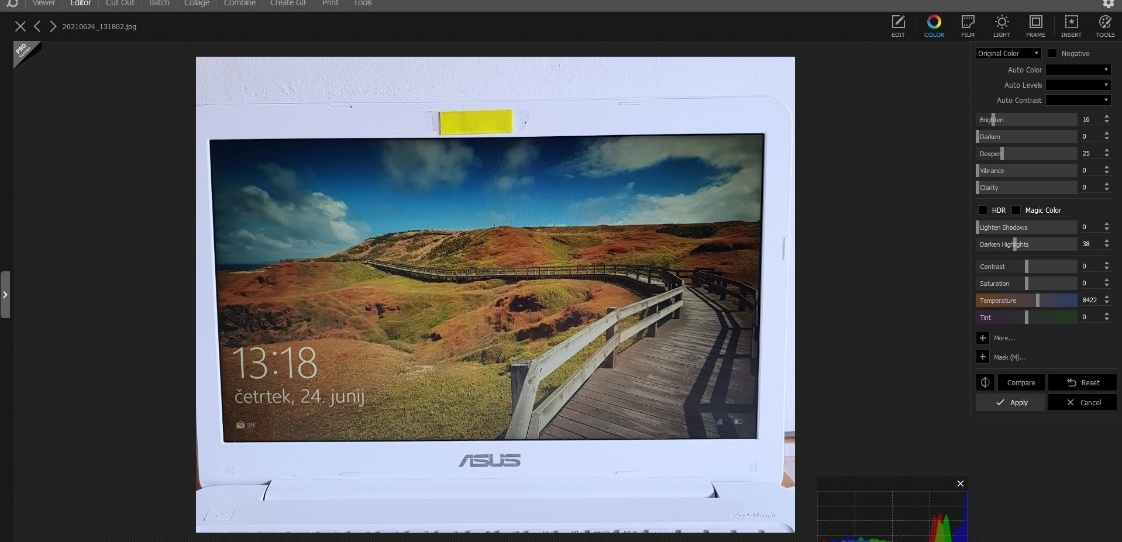 Viewer Editor Cut Out Batch Collage Combine Create GIF Print Tools
20210624_131802.jpg
EDIT COLOR FILM LIGHT FRAME INSERT TOOLS
PRO
Original Color Negative
Auto Color
Auto Levels
Auto Contrast
Brighten 16
Darken 0
Deepen 25
Vibrance 0
Clarity 0
HDR Magic Color
Lighten Shadows 0
Darken Highlights 38
Contrast 0
Saturation 0
Temperature 8422
Tint 0
More...
Mask (M)...
Compare Reset
Apply Cancel
13:18
četrtek, 24. junij
ASUS